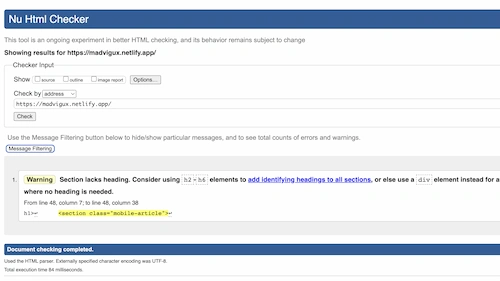 Nu Html Checker
This tool is an ongoing experiment in better HTML checking, and its behavior remains subject to change
Showing results for https://madvigux.netlify.app/
Checker Input
Show source outline image report Options...
Check by address
https://madvigux.netlify.app/
Check
Use the Message Filtering button below to hide/show particular messages, and to see total counts of errors and warnings.
Message Filtering
1. Warning Section lacks heading. Consider using h2-h6 elements to add identifying headings to all sections, or else use a div element instead for a
where no heading is needed.
From line 48, column 7; to line 48, column 38
h1>↩ <section class="mobile-article">↩
Document checking completed.
Used the HTML parser. Externally specified character encoding was UTF-8.
Total execution time 84 milliseconds.